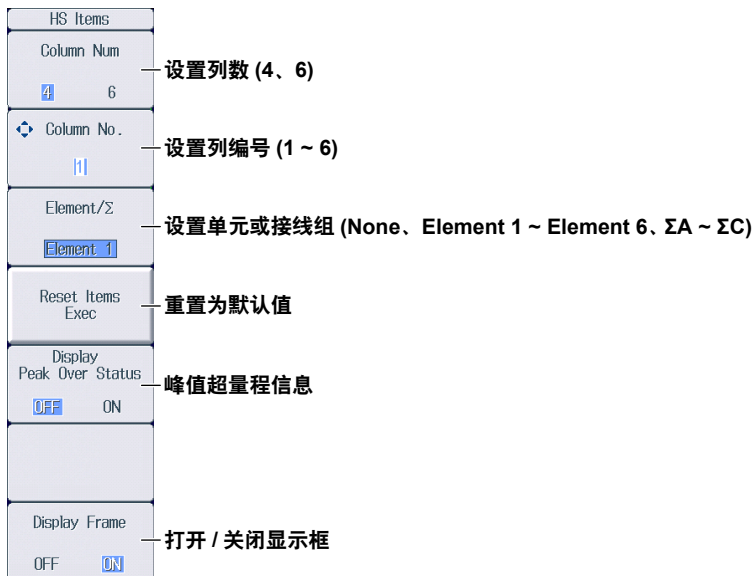 HS Items
Column Num
4 6
设置列数 (4、6)
Column No.
1
设置列编号 (1 ~ 6)
Element/Σ
Element 1
设置单元或接线组 (None、Element 1 ~ Element 6、ΣA ~ ΣC)
Reset Items
Exec
重置为默认值
Display
Peak Over Status
OFF ON
峰值超量程信息
Display Frame
OFF ON
打开 / 关闭显示框